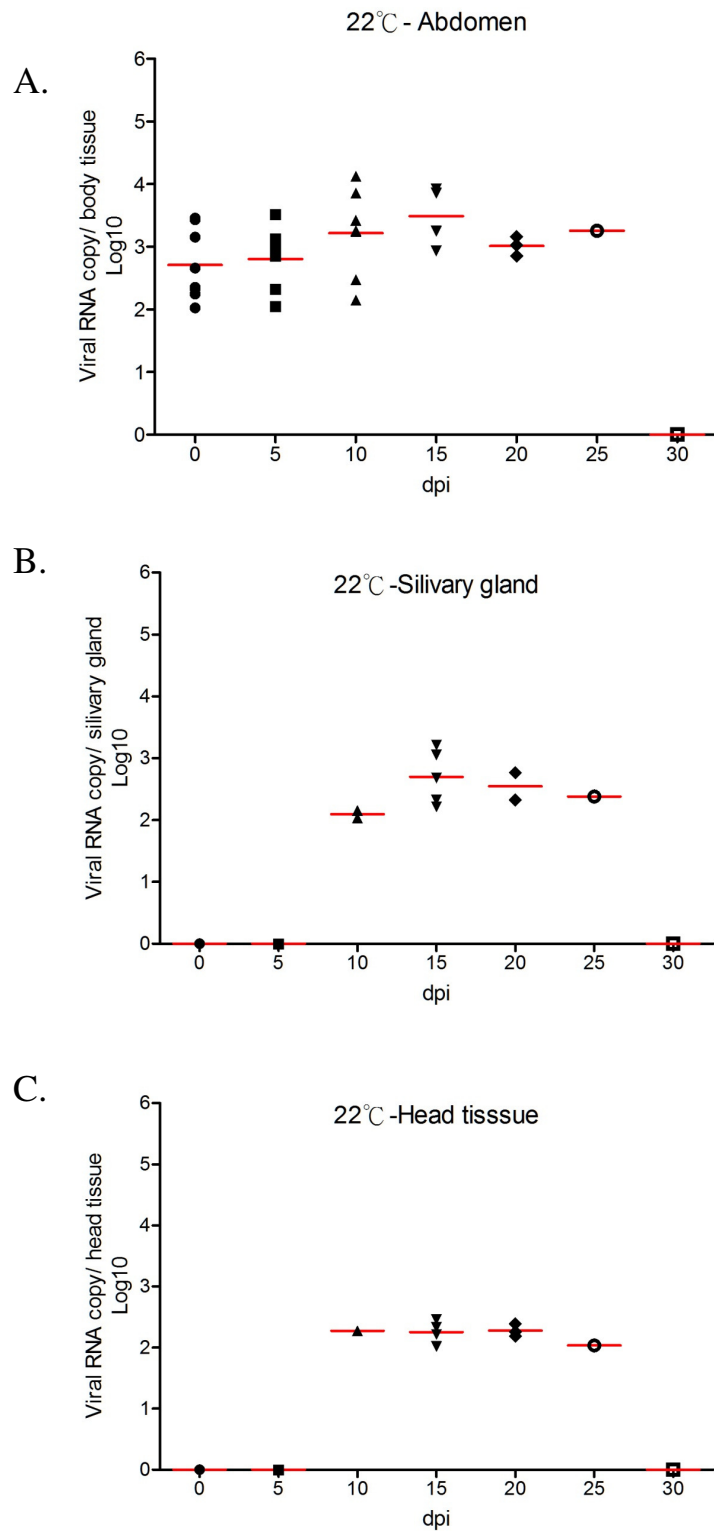 22℃ - Abdomen
A.
Viral RNA copy/ body tissue
Log10
6
5
4
3
2
1
0
0 5 10 15 20 25 30
dpi
B.
22℃ -Silivary gland
Viral RNA copy/ silivary gland
Log10
6
5
4
3
2
1
0
0 5 10 15 20 25 30
dpi
C.
22℃ -Head tisssue
Viral RNA copy/ head tissue
Log10
6
5
4
3
2
1
0
0 5 10 15 20 25 30
dpi